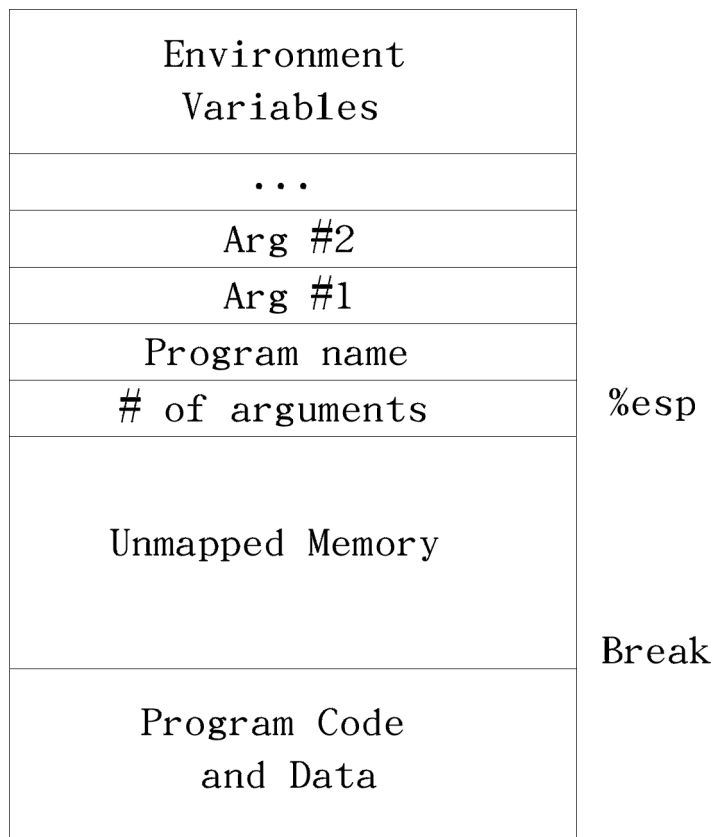 Environment
Variables
...
Arg #2
Arg #1
Program name
# of arguments
%esp
Unmapped Memory
Break
Program Code
and Data